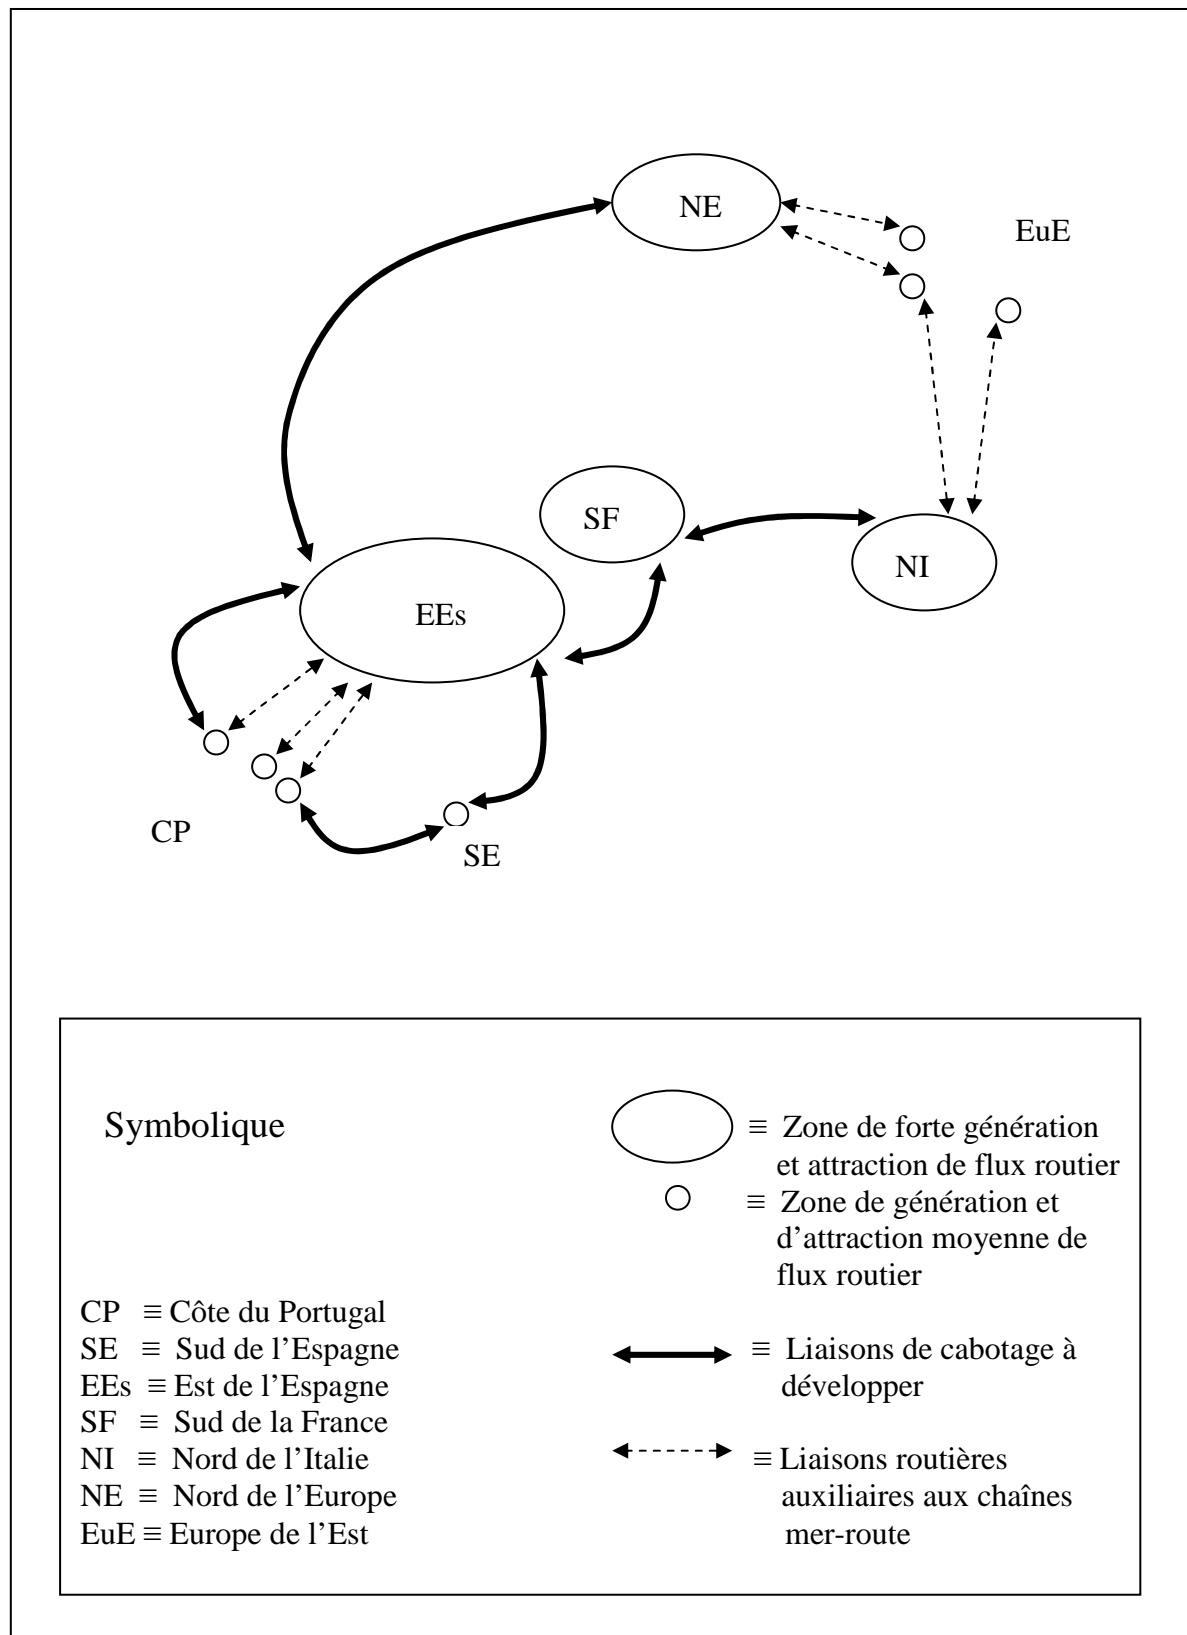 NE
EuE
SF
NI
EEs
CP
SE
Symbolique
≡ Zone de forte génération
et attraction de flux routier
≡ Zone de génération et
d’attraction moyenne de
flux routier
CP ≡ Côte du Portugal
SE ≡ Sud de l’Espagne
EEs ≡ Est de l’Espagne
SF ≡ Sud de la France
NI ≡ Nord de l’Italie
NE ≡ Nord de l’Europe
EuE ≡ Europe de l’Est
≡ Liaisons de cabotage à
développer
≡ Liaisons routières
auxiliaires aux chaînes
mer-route